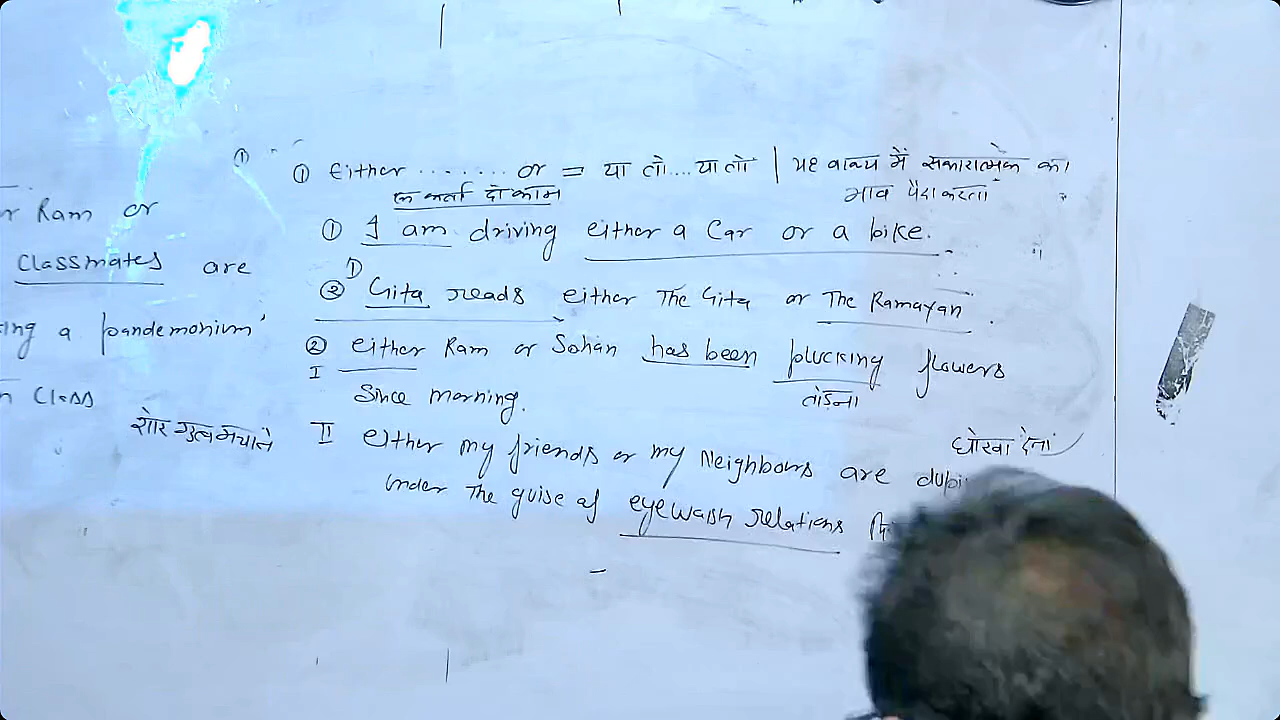 Ram or
Classmates are
a pandemonium
Class
① Either ........ or = या तो....या तो | यह वाक्य में सकारात्मक का
कर्ता दो काम
भाव पैदा करता
① I am driving either a Car or a bike.
② Gita reads either The Gita or The Ramayan.
② either Ram or Sohan has been plucking flowers
I Since morning.
तोड़ना
शोर गुल मचाते
II either my friends or my Neighbours are
धोखा देना
under The guise of eyewash relations